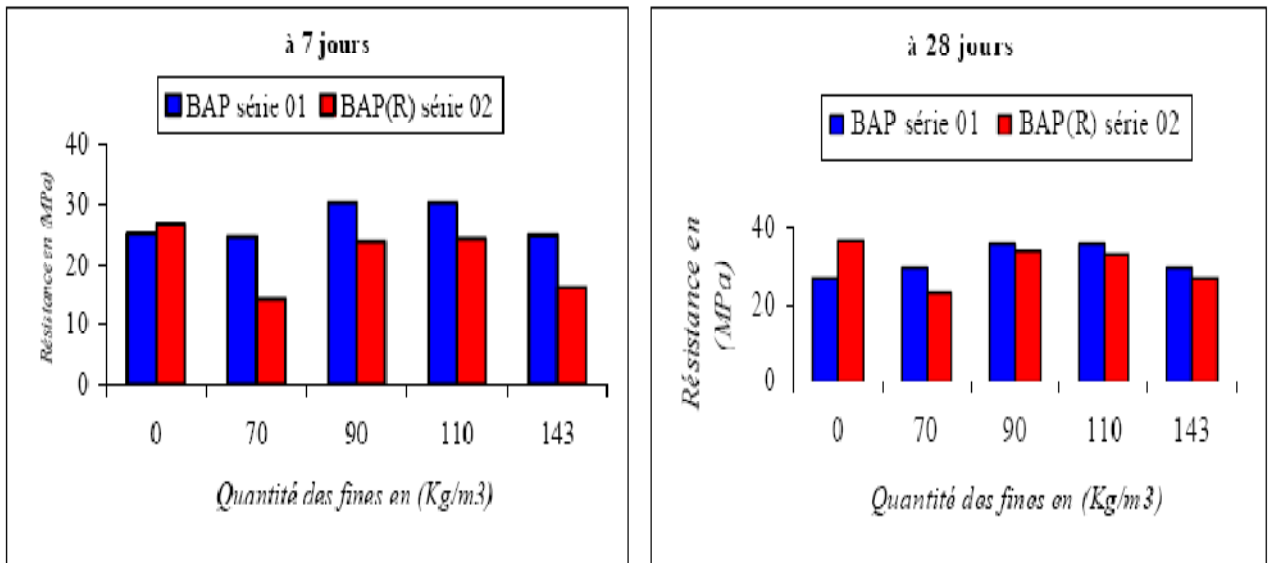 à 7 jours
BAP série 01 BAP(R) série 02
Résistance en (MPa)
40
30
20
10
0
0 70 90 110 143
Quantité des fines en (Kg/m3)
à 28 jours
BAP série 01 BAP(R) série 02
Résistance en
(MPa)
40
20
0
0 70 90 110 143
Quantité des fines en (Kg/m3)